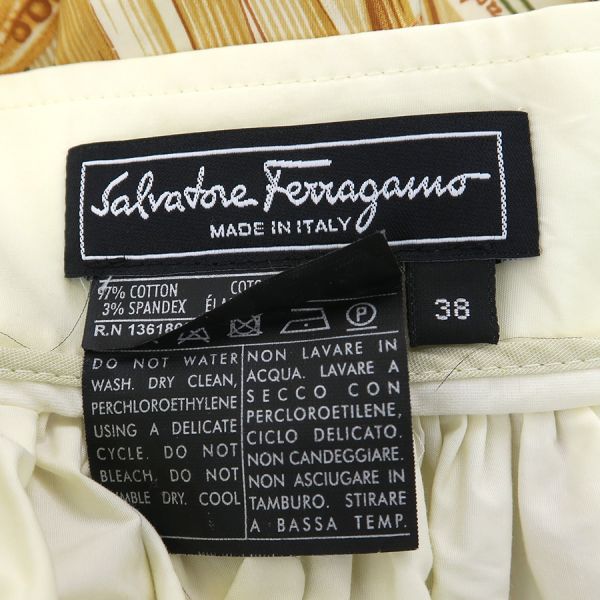 Salvatore Ferragamo
MADE IN ITALY
97% COTTON
3% SPANDEX
R.N
38
DO NOT WATER
WASH. DRY CLEAN,
PERCHLOROETHYLENE
USING A DELICATE
CYCLE. DO NOT
BLEACH. DO NOT
DRY. COOL
NON LAVARE IN
ACQUA. LAVARE A
SECCO CON
PERCLOROETILENE,
CICLO DELICATO.
NON CANDEGGIARE.
NON ASCIUGARE IN
TAMBURO. STIRARE
A BASSA TEMP.